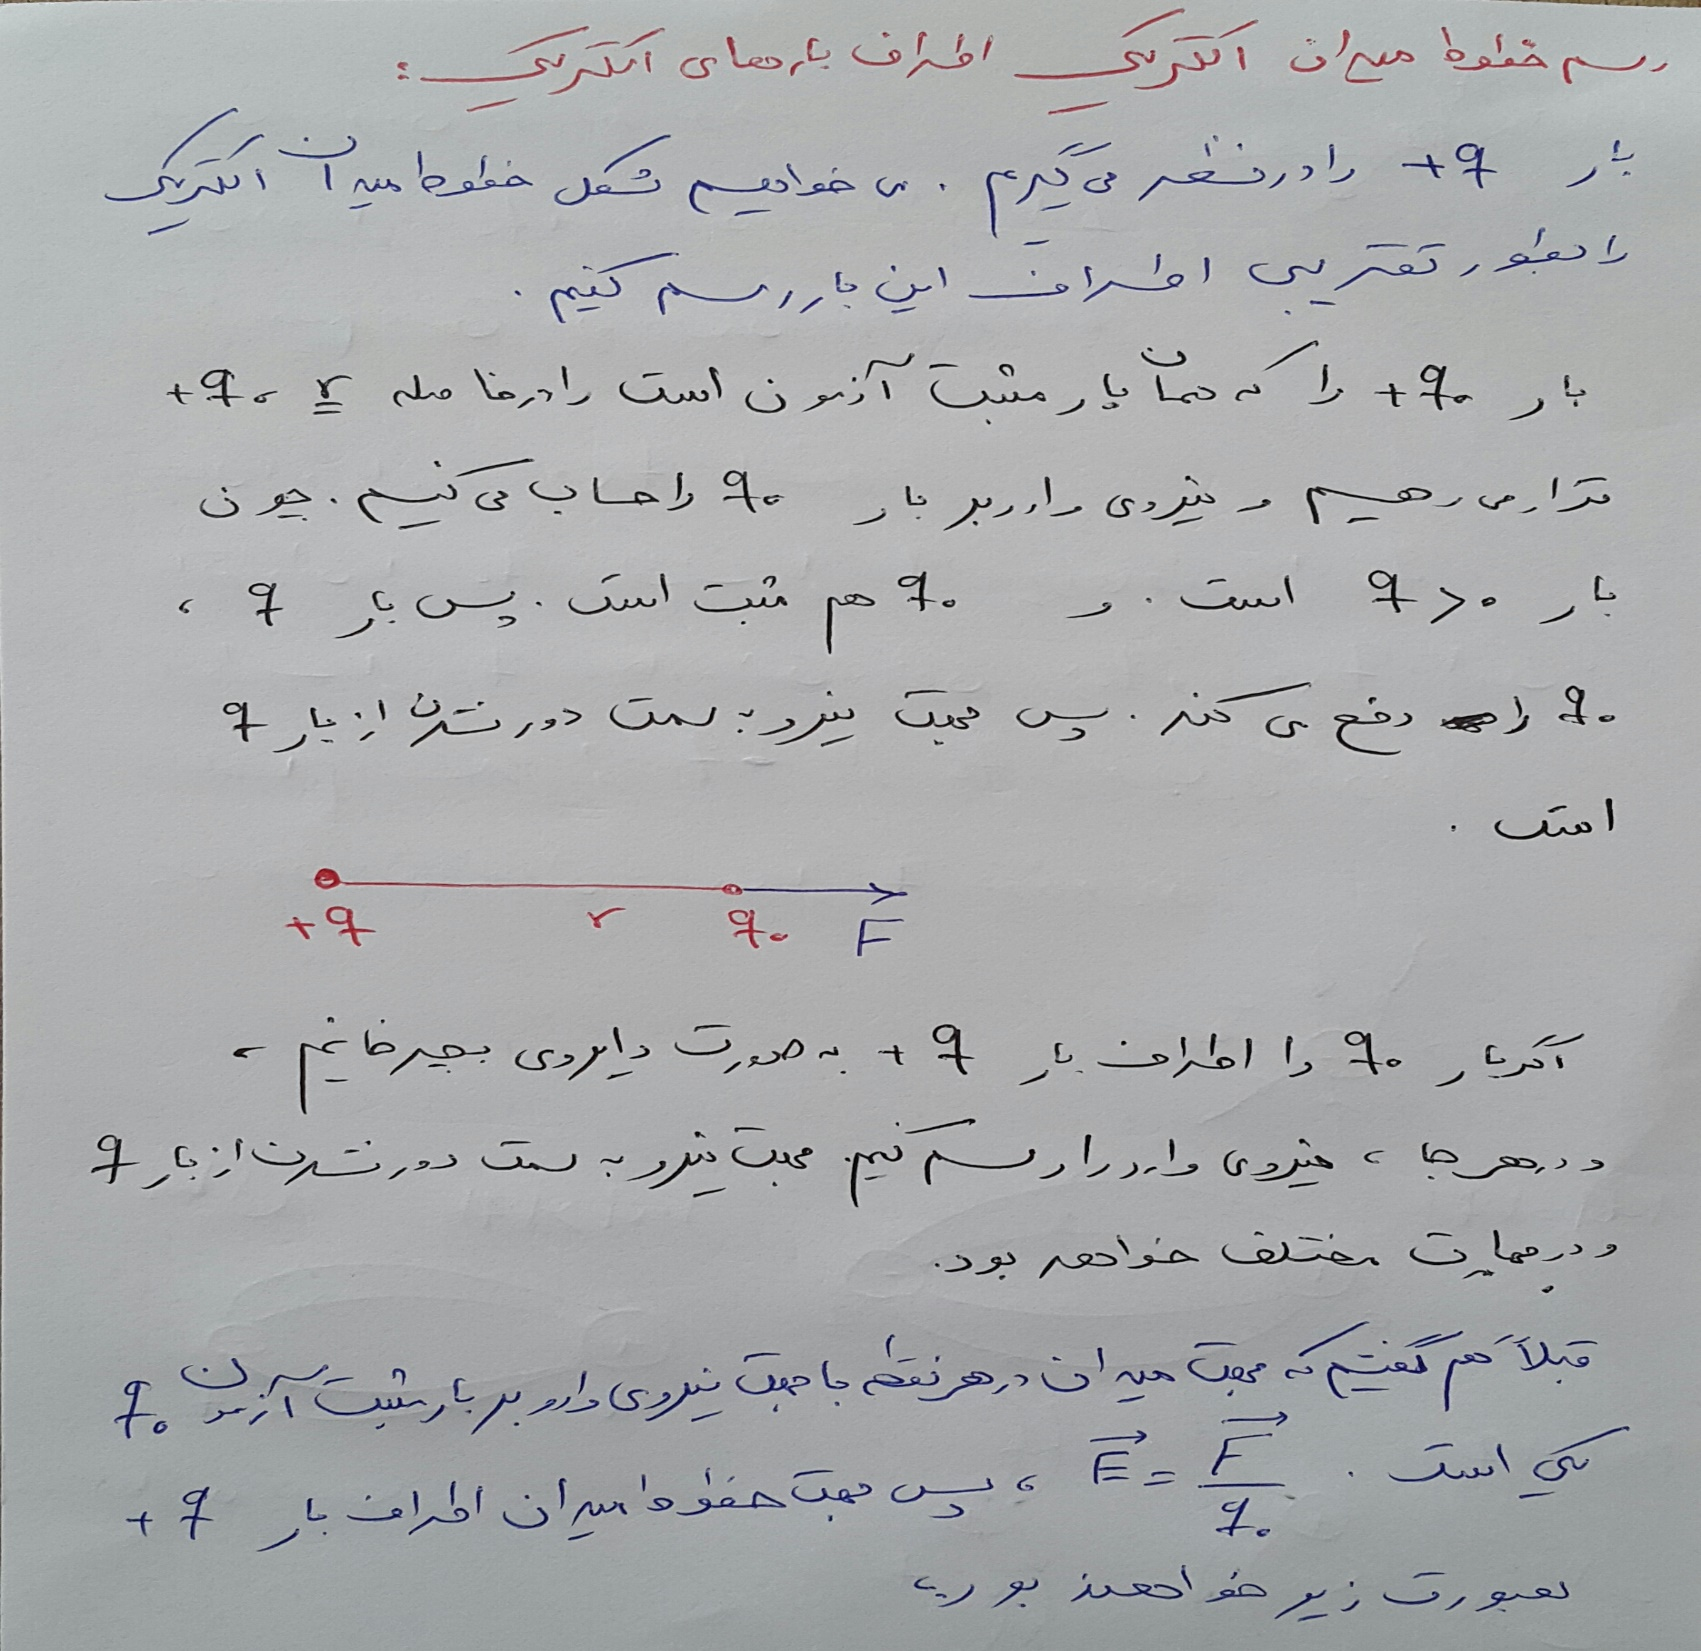 رسم خطوط میدان الکتریکی اطراف بارهای الکتریکی:
بار +q را در نظر می‌گیریم. می خواهیم شکل خطوط میدان الکتریکی
را بطور تقریبی اطراف این بار رسم کنیم.
بار +q₀ را که همان بار مثبت آزمون است را در فاصله r، +q
قرار می دهیم و نیروی وارد بر بار q₀ را حساب می کنیم. چون
بار q>0 است. و q₀ هم مثبت است. پس بار q،
q₀ را دفع می کند. پس جهت نیرو به سمت دور شدن از بار q
است.
+q r q₀ F
اگر بار q₀ را اطراف بار +q به صورت دایروی بچرخانیم،
و در هر جا، نیروی وارد را رسم کنیم. جهت نیرو به سمت دور شدن از بار q
و در جهات مختلف خواهد بود.
قبلاً هم گفتیم که جهت میدان در هر نقطه با جهت نیروی وارد بر بار مثبت آزمون q₀
یکی است. E⃗ = F⃗/q₀، پس جهت خطوط میدان اطراف بار +q
بصورت زیر خواهند بود: